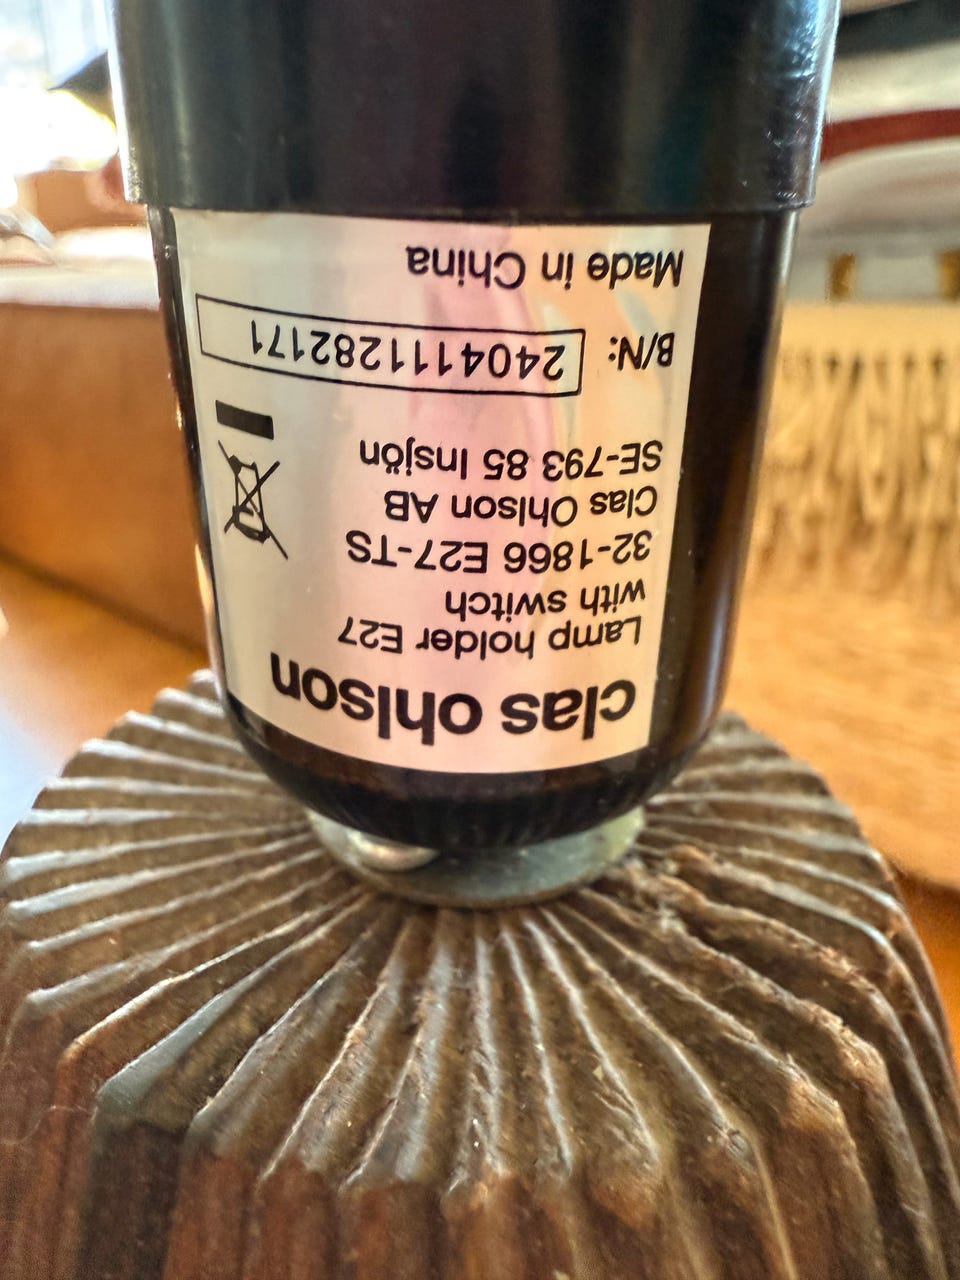 clas ohlson
Lamp holder E27
with switch
32-1866 E27-TS
Clas Ohlson AB
SE-793 85 Insjön
B/N: 240411282171
Made in China